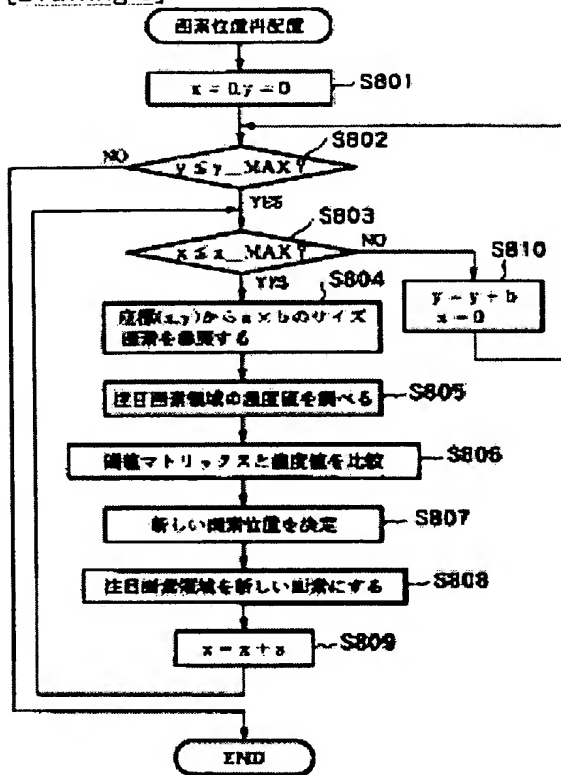 画素位置再配置
x = 0, y = 0
S801
S802
NO
y ≤ y_MAX ?
YES
S803
x ≤ x_MAX ?
NO
S810
YES
S804
y = y + b
x = 0
座標(x,y)からa×bのサイズ
画素を
する
S805
注目画素領域の濃度値を調べる
閾値マトリックスと濃度値を比較
S806
新しい画素位置を決定
S807
注目画素領域を新しい画素にする
S808
x = x + a
S809
END